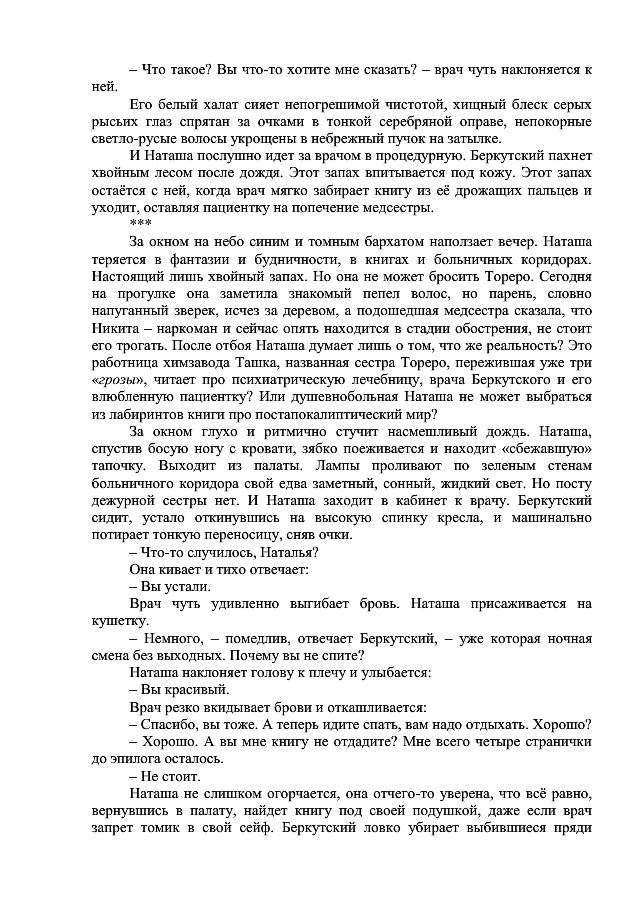 – Что такое? Вы что-то хотите мне сказать? – врач чуть наклоняется к
ней.
Его белый халат сияет непогрешимой чистотой, хищный блеск серых
рысьих глаз спрятан за очками в тонкой серебряной оправе, непокорные
светло-русые волосы укрощены в небрежный пучок на затылке.
И Наташа послушно идет за врачом в процедурную. Беркутский пахнет
хвойным лесом после дождя. Этот запах впитывается под кожу. Этот запах
остаётся с ней, когда врач мягко забирает книгу из её дрожащих пальцев и
уходит, оставляя пациентку на попечение медсестры.
***
За окном на небо синим и томным бархатом наползает вечер. Наташа
теряется в фантазии и будничности, в книгах и больничных коридорах.
Настоящий лишь хвойный запах. Но она не может бросить Тореро. Сегодня
на прогулке она заметила знакомый пепел волос, но парень, словно
напуганный зверек, исчез за деревом, а подошедшая медсестра сказала, что
Никита – наркоман и сейчас опять находится в стадии обострения, не стоит
его трогать. После отбоя Наташа думает лишь о том, что же реальность? Это
работница химзавода Ташка, названная сестра Тореро, пережившая уже три
«грозы», читает про психиатрическую лечебницу, врача Беркутского и его
влюбленную пациентку? Или душевнобольная Наташа не может выбраться
из лабиринтов книги про постапокалиптический мир?
За окном глухо и ритмично стучит насмешливый дождь. Наташа,
спустив босую ногу с кровати, зябко поеживается и находит «сбежавшую»
тапочку. Выходит из палаты. Лампы проливают по зеленым стенам
больничного коридора свой едва заметный, сонный, жидкий свет. Но посту
дежурной сестры нет. И Наташа заходит в кабинет к врачу. Беркутский
сидит, устало откинувшись на высокую спинку кресла, и машинально
потирает тонкую переносицу, сняв очки.
– Что-то случилось, Наталья?
Она кивает и тихо отвечает:
– Вы устали.
Врач чуть удивленно выгибает бровь. Наташа присаживается на
кушетку.
– Немного, – помедлив, отвечает Беркутский, – уже которая ночная
смена без выходных. Почему вы не спите?
Наташа наклоняет голову к плечу и улыбается:
– Вы красивый.
Врач резко вкидывает брови и откашливается:
– Спасибо, вы тоже. А теперь идите спать, вам надо отдыхать. Хорошо?
– Хорошо. А вы мне книгу не отдадите? Мне всего четыре странички
до эпилога осталось.
– Не стоит.
Наташа не слишком огорчается, она отчего-то уверена, что всё равно,
вернувшись в палату, найдет книгу под своей подушкой, даже если врач
запрет томик в свой сейф. Беркутский ловко убирает выбившиеся пряди